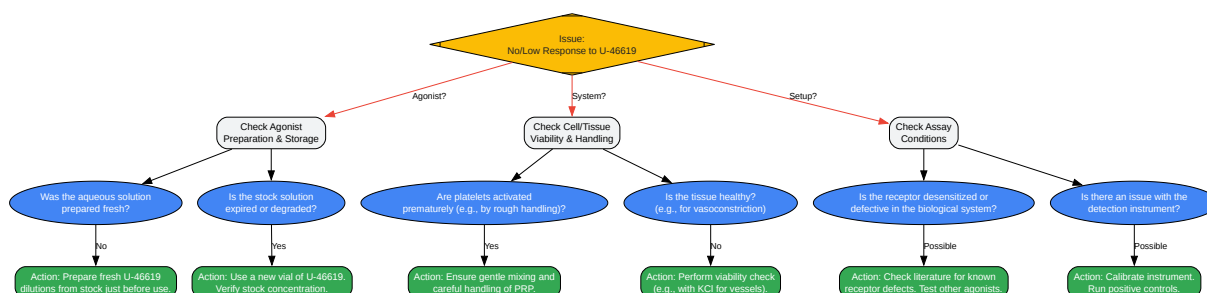 Issue:
No/Low Response to U-46619
Agonist?
System?
Setup?
Check Agonist
Preparation & Storage
Check Cell/Tissue
Viability & Handling
Check Assay
Conditions
Was the aqueous solution
prepared fresh?
Is the stock solution
expired or degraded?
Are platelets activated
prematurely (e.g., by rough handling)?
Is the tissue healthy?
(e.g., for vasoconstriction)
Is the receptor desensitized or
defective in the biological system?
Is there an issue with the
detection instrument?
No
Yes
Yes
No
Possible
Possible
Action: Prepare fresh U-46619
dilutions from stock just before use.
Action: Use a new vial of U-46619.
Verify stock concentration.
Action: Ensure gentle mixing and
careful handling of PRP.
Action: Perform viability check
(e.g., with KCl for vessels).
Action: Check literature for known
receptor defects. Test other agonists.
Action: Calibrate instrument.
Run positive controls.